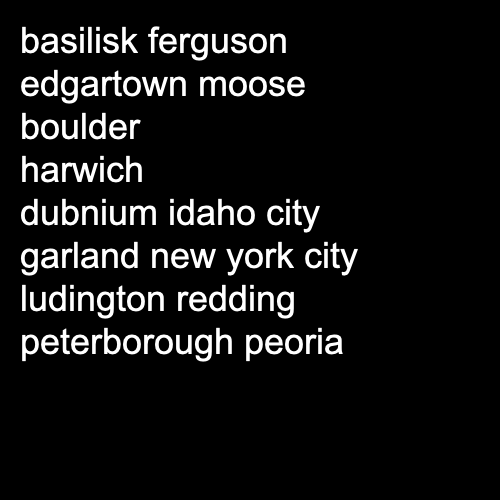 basilisk ferguson
edgartown moose
boulder
harwich
dubnium idaho city
garland new york city
ludington redding
peterborough peoria